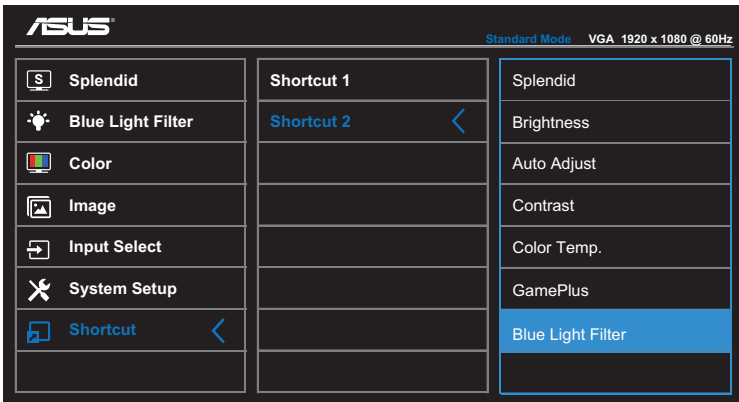 ASUS
Standard Mode VGA 1920 x 1080 @ 60Hz
S Splendid
Blue Light Filter
Color
Image
Input Select
System Setup
Shortcut
Shortcut 1
Shortcut 2
Splendid
Brightness
Auto Adjust
Contrast
Color Temp.
GamePlus
Blue Light Filter